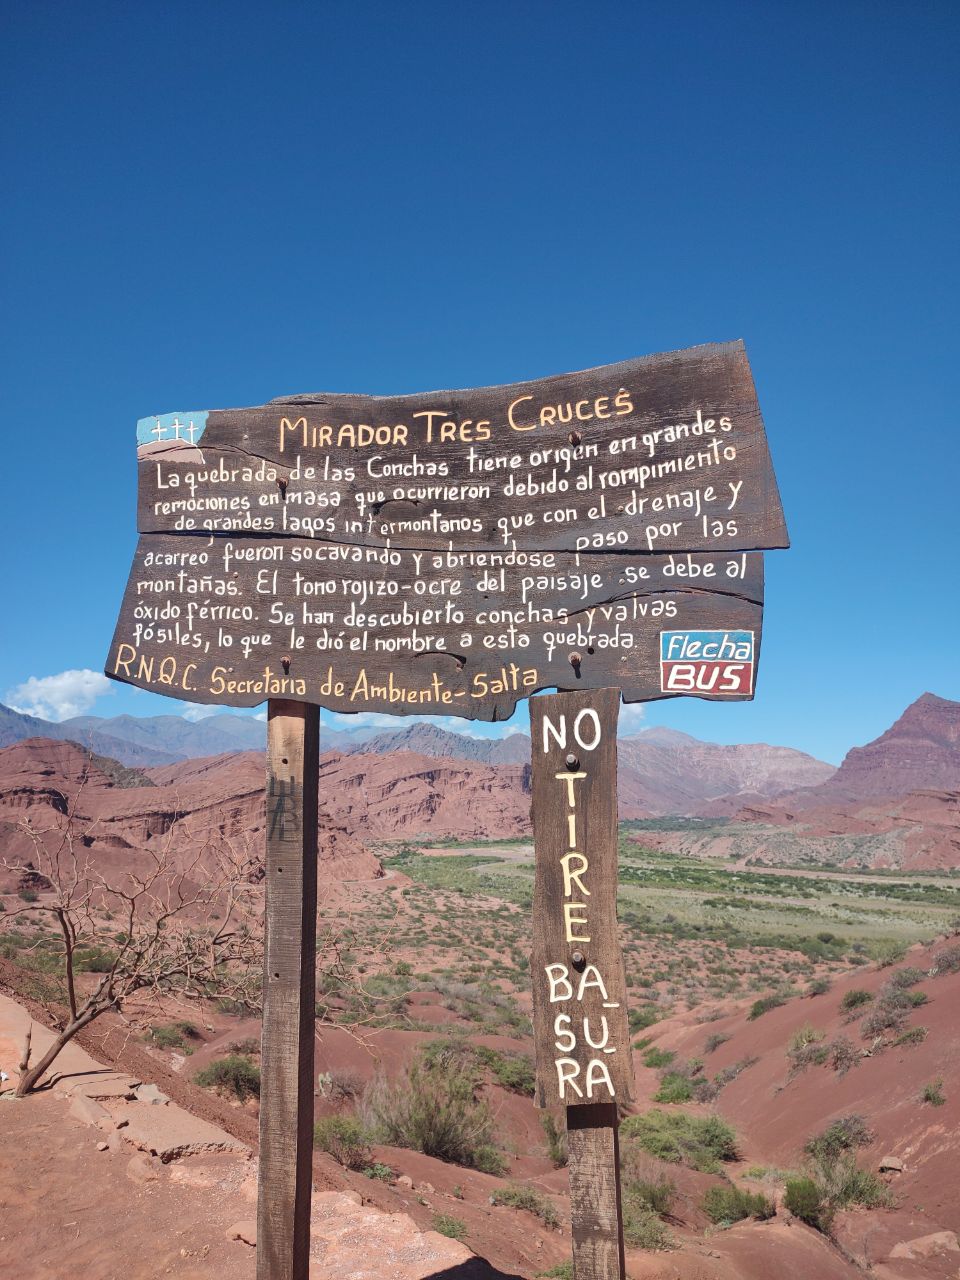 MIRADOR TRES CRUCES
La quebrada de las Conchas tiene origen en grandes
remociones en masa que ocurrieron debido al rompimiento
de grandes lagos intermontanos que con el drenaje y
acarreo fueron socavando y abriendose paso por las
montañas. El tono rojizo-ocre del paisaje se debe al
óxido férrico. Se han descubierto conchas y valvas
fósiles, lo que le dió el nombre a esta quebrada.
R.N.Q.C. Secretaria de Ambiente-Salta
flecha
BUS
NO
TIRE
BA_
SU_
RA